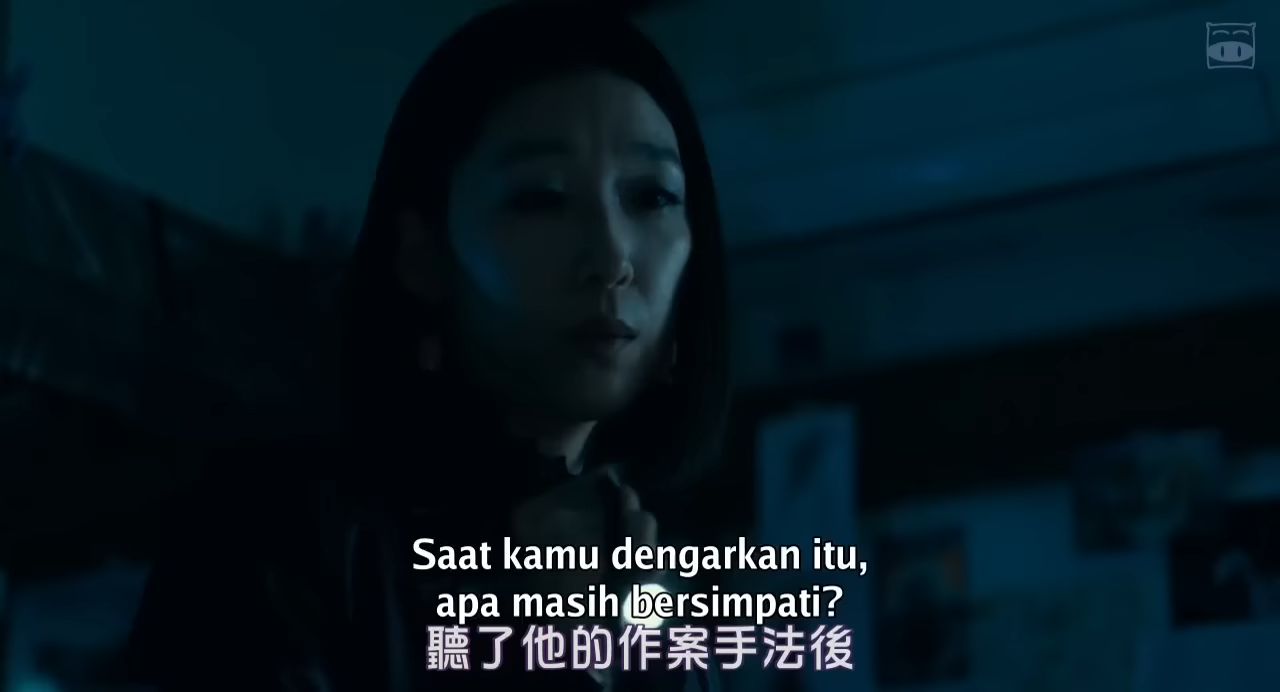 Saat kamu dengarkan itu,
apa masih bersimpati?
聽了他的作案手法後